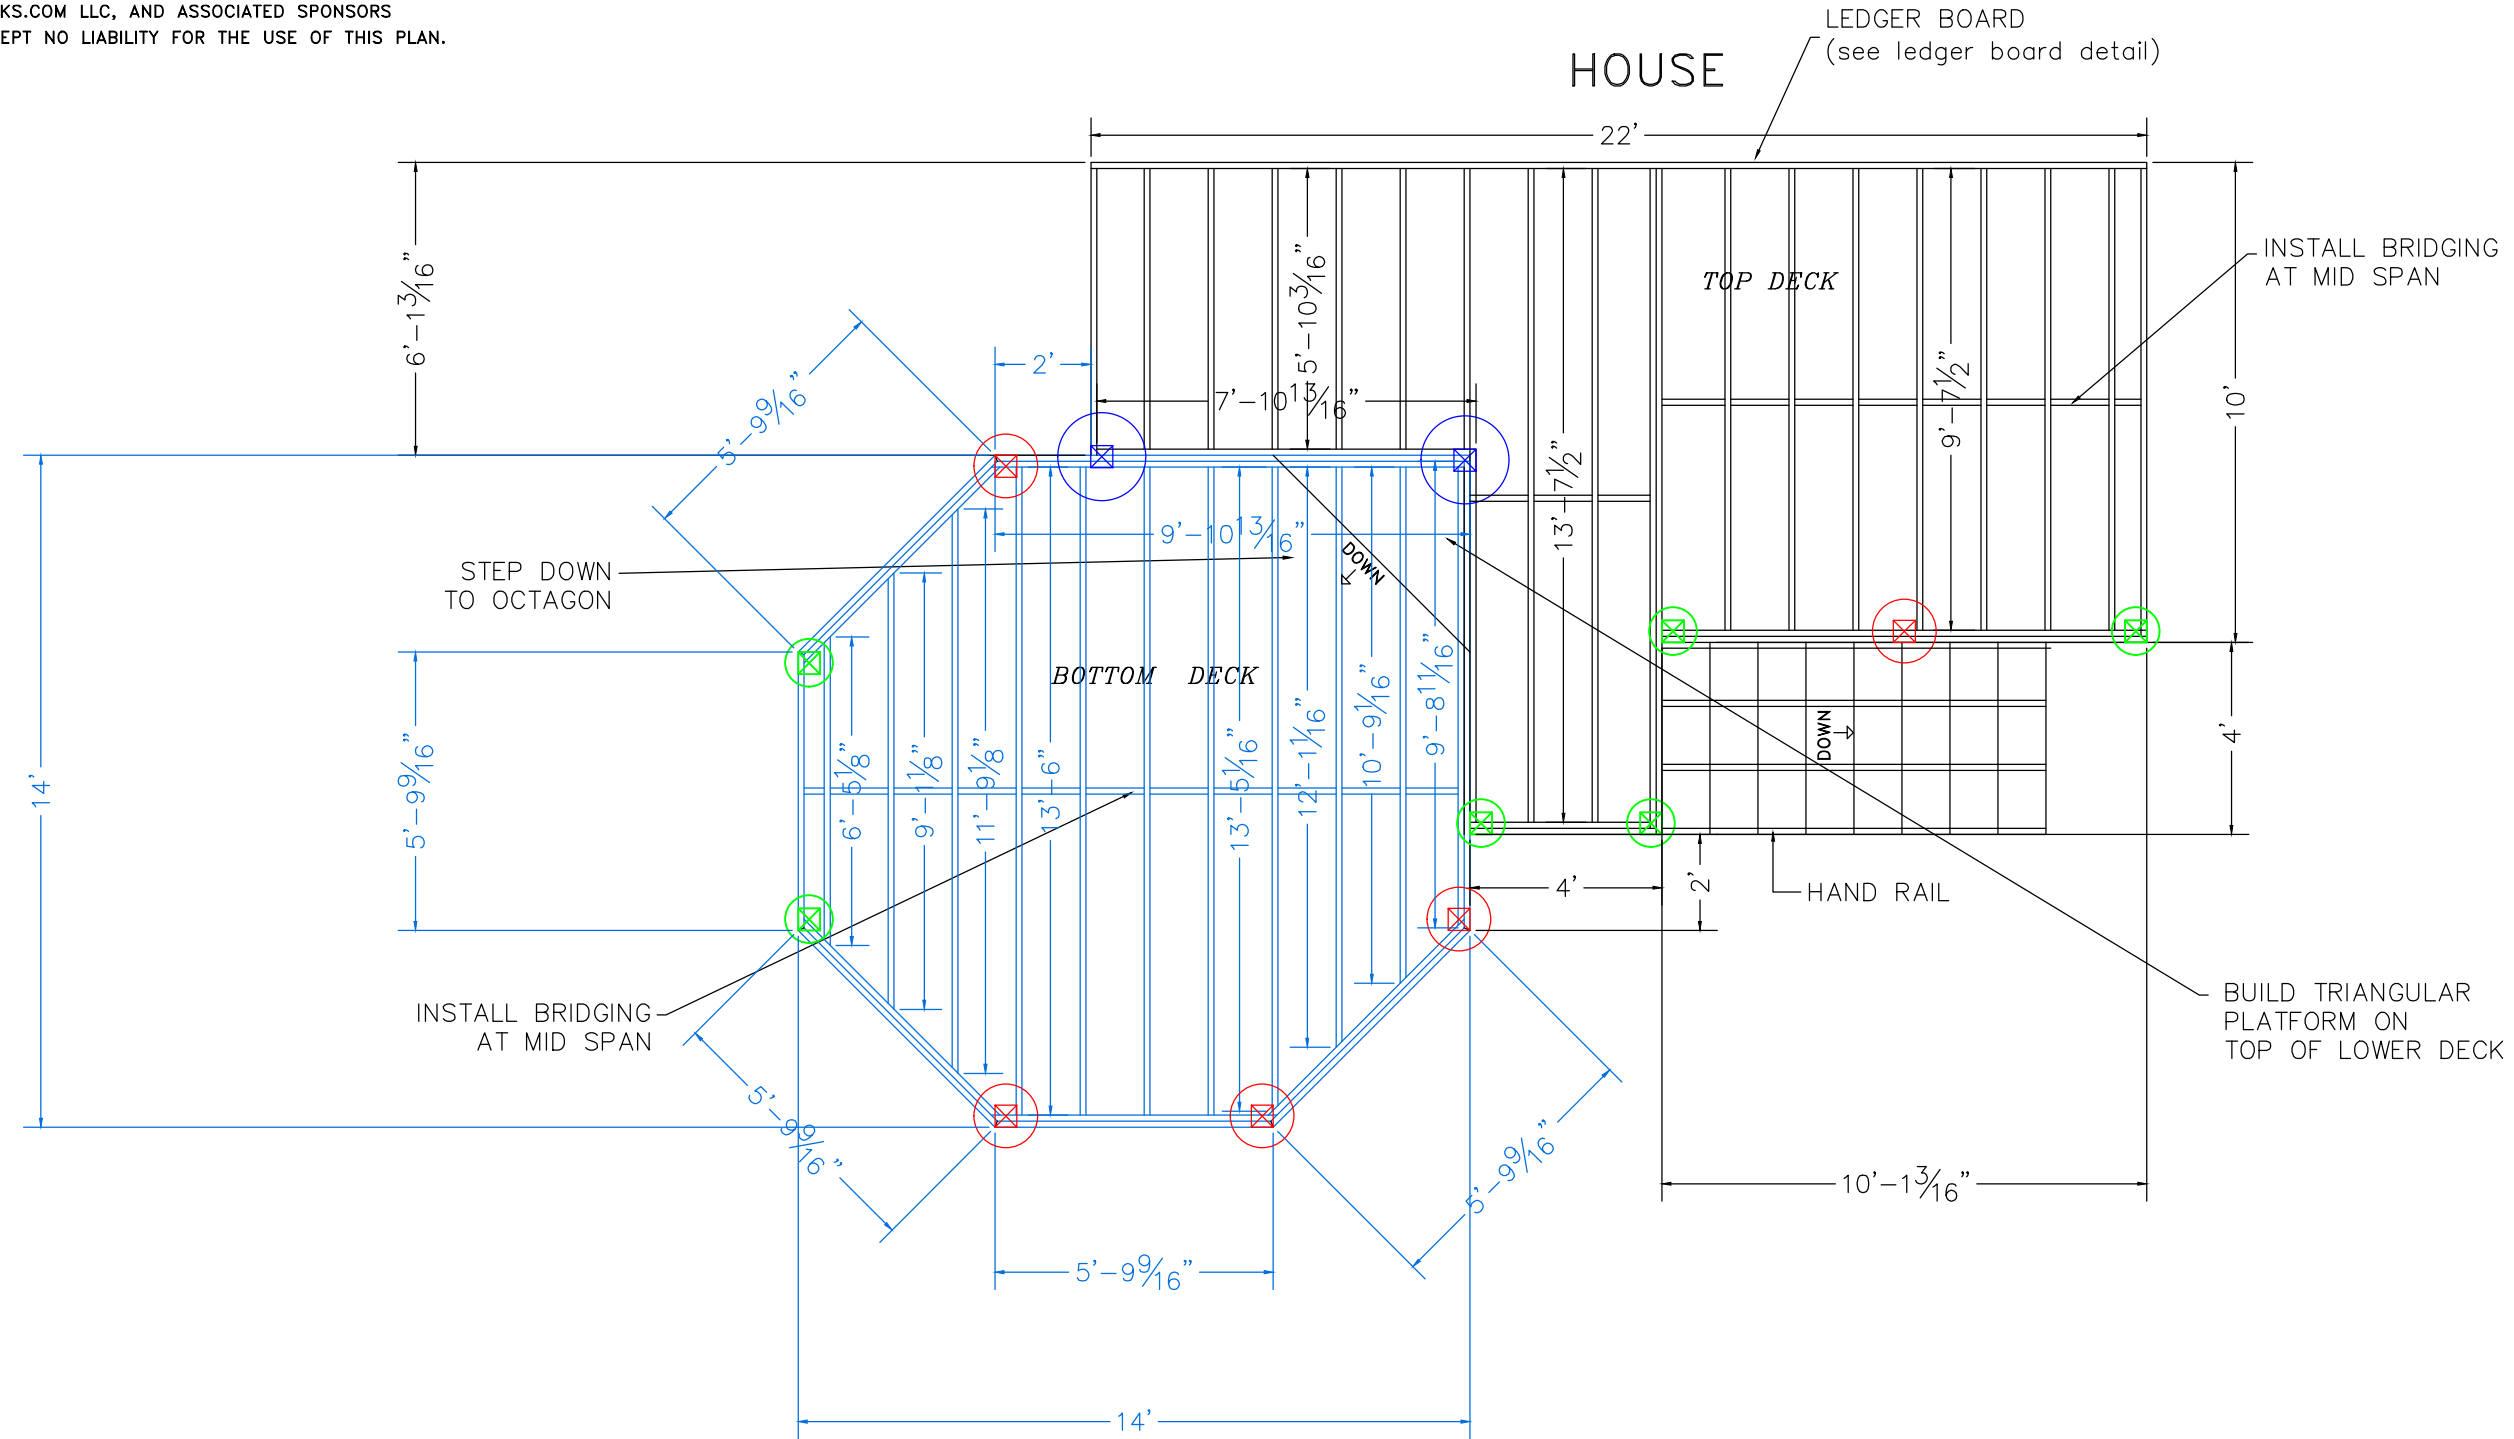 KS.COM LLC, AND ASSOCIATED SPONSORS
EPT NO LIABILITY FOR THE USE OF THIS PLAN.
LEDGER BOARD
(see ledger board detail)
HOUSE
22'
6'-1 3/16"
5'-10 3/16"
TOP DECK
INSTALL BRIDGING
AT MID SPAN
2'
7'-10 13/16"
9'-7 1/2"
10'
5'-9 9/16"
13'-7 1/2"
9'-10 13/16"
STEP DOWN
TO OCTAGON
DOWN
BOTTOM DECK
14'
5'-9 9/16"
6'-5 1/8"
9'-1 1/8"
11'-9 1/8"
13'-6"
13'-5 1/16"
12'-1 1/16"
10'-9 1/16"
9'-8 11/16"
DOWN
4'
4'
2'
HAND RAIL
INSTALL BRIDGING
AT MID SPAN
BUILD TRIANGULAR
PLATFORM ON
TOP OF LOWER DECK
5'-9 9/16"
5'-9 9/16"
10'-1 3/16"
5'-9 9/16"
14'